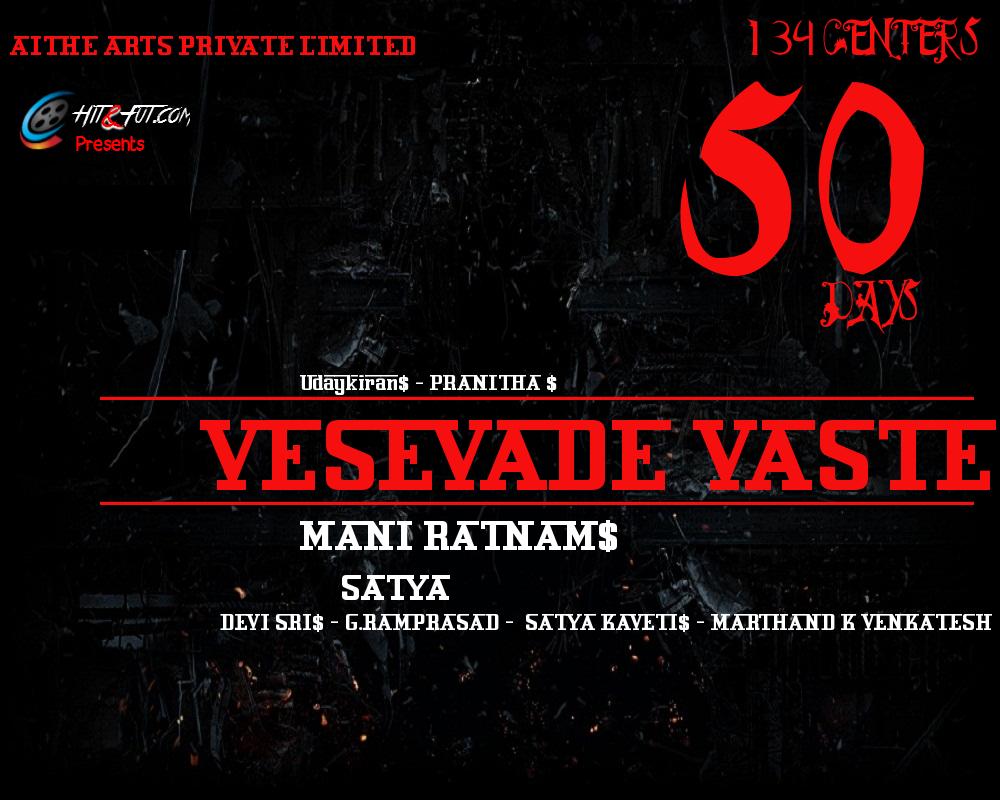 AITHE ARTS PRIVATE LIMITED
134 CENTERS
HIT&FUT.COM
Presents
50
DAYS
Udaykiran$ - PRANITHA $
VESEVADE VASTE
MANI RATNAM$
SATYA
DEVI SRI$ - G.RAMPRASAD - SATYA KAVETI$ - MARTHAND K VENKATESH